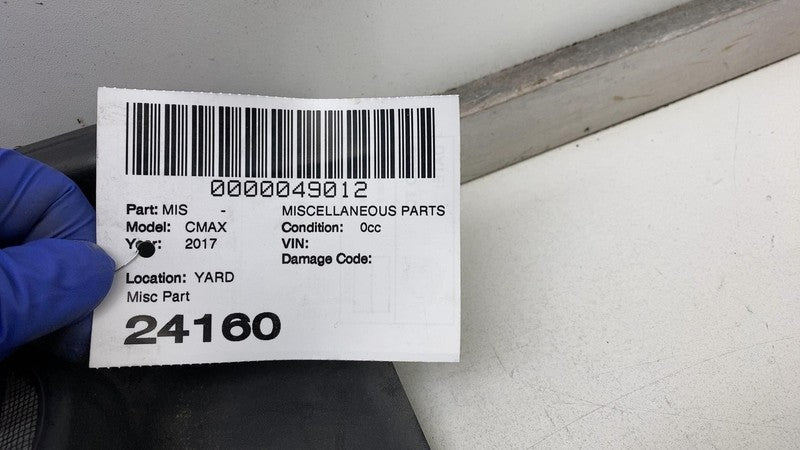 0000049012
Part: MIS - MISCELLANEOUS PARTS
Model: CMAX Condition: 0cc
Year: 2017 VIN:
Damage Code:
Location: YARD
Misc Part
24160